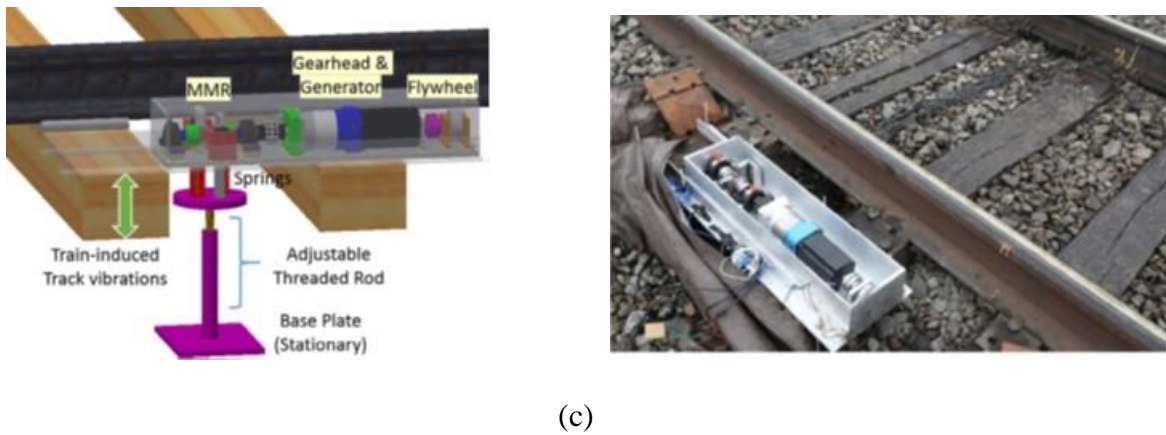 Gearhead &
Generator
MMR
Flywheel
Springs
Train-induced
Track vibrations
Adjustable
Threaded Rod
Base Plate
(Stationary)
(c)